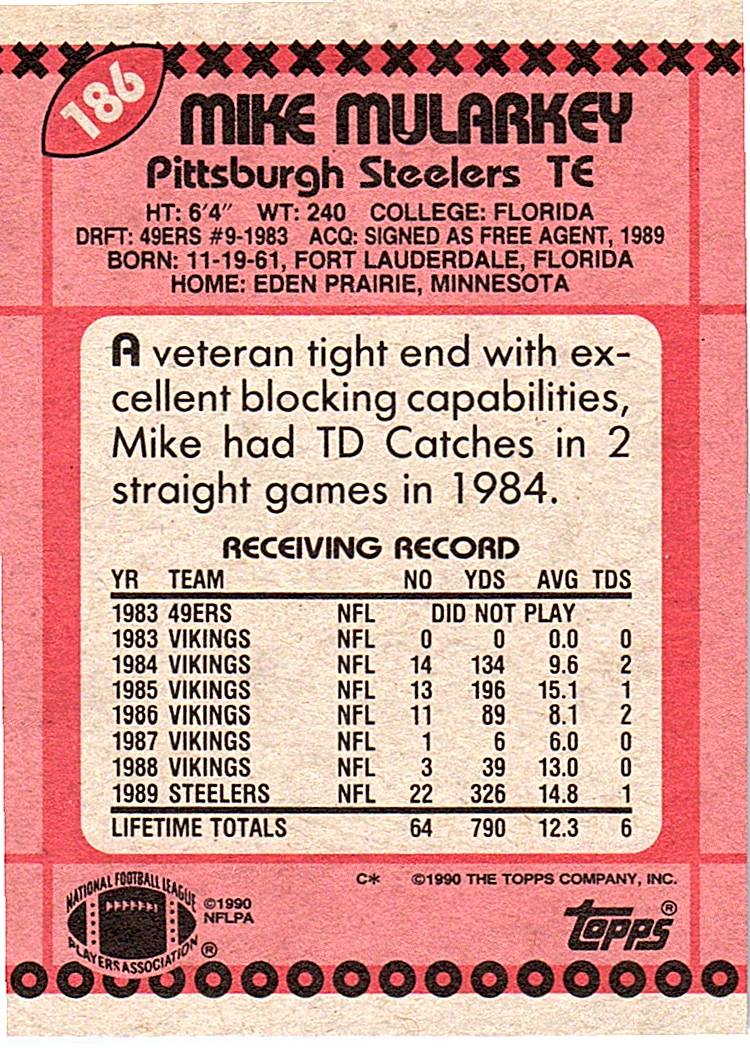 186
MIKE MULARKEY
Pittsburgh Steelers TE
HT: 6'4" WT: 240 COLLEGE: FLORIDA
DRFT: 49ERS #9-1983 ACQ: SIGNED AS FREE AGENT, 1989
BORN: 11-19-61, FORT LAUDERDALE, FLORIDA
HOME: EDEN PRAIRIE, MINNESOTA
A veteran tight end with ex-
cellent blocking capabilities,
Mike had TD Catches in 2
straight games in 1984.
RECEIVING RECORD
YR TEAM NO YDS AVG TDS
1983 49ERS NFL DID NOT PLAY
1983 VIKINGS NFL 0 0 0.0 0
1984 VIKINGS NFL 14 134 9.6 2
1985 VIKINGS NFL 13 196 15.1 1
1986 VIKINGS NFL 11 89 8.1 2
1987 VIKINGS NFL 1 6 6.0 0
1988 VIKINGS NFL 3 39 13.0 0
1989 STEELERS NFL 22 326 14.8 1
LIFETIME TOTALS 64 790 12.3 6
C* ©1990 THE TOPPS COMPANY, INC.
NATIONAL FOOTBALL LEAGUE
PLAYERS ASSOCIATION ®
©1990
NFLPA
topps ®